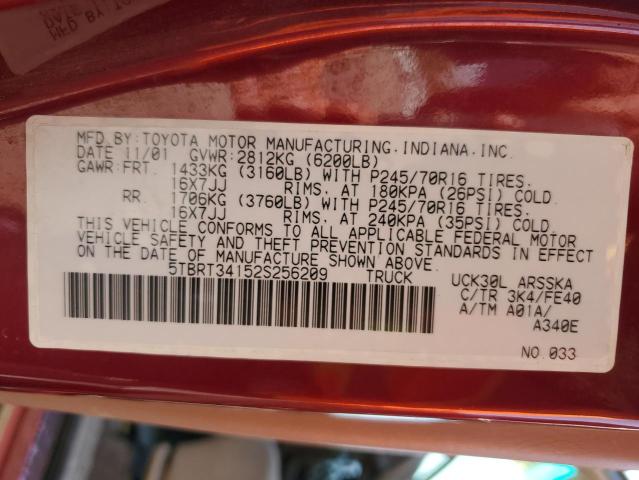 MFD.BY:TOYOTA MOTOR MANUFACTURING.INDIANA.INC.
DATE 11/01 GVWR:2812KG (6200LB)
GAWR:FRT. 1433KG (3160LB) WITH P245/70R16 TIRES.
16X7JJ RIMS. AT 180KPA (26PSI) COLD.
RR. 1706KG (3760LB) WITH P245/70R16 TIRES.
16X7JJ RIMS. AT 240KPA (35PSI) COLD.
THIS VEHICLE CONFORMS TO ALL APPLICABLE FEDERAL MOTOR
VEHICLE SAFETY AND THEFT PREVENTION STANDARDS IN EFFECT
ON THE DATE OF MANUFACTURE SHOWN ABOVE.
5TBRT34152S256209 TRUCK UCK30L ARSSKA
C/TR 3K4/FE40
A/TM A01A/
A340E
NO.033